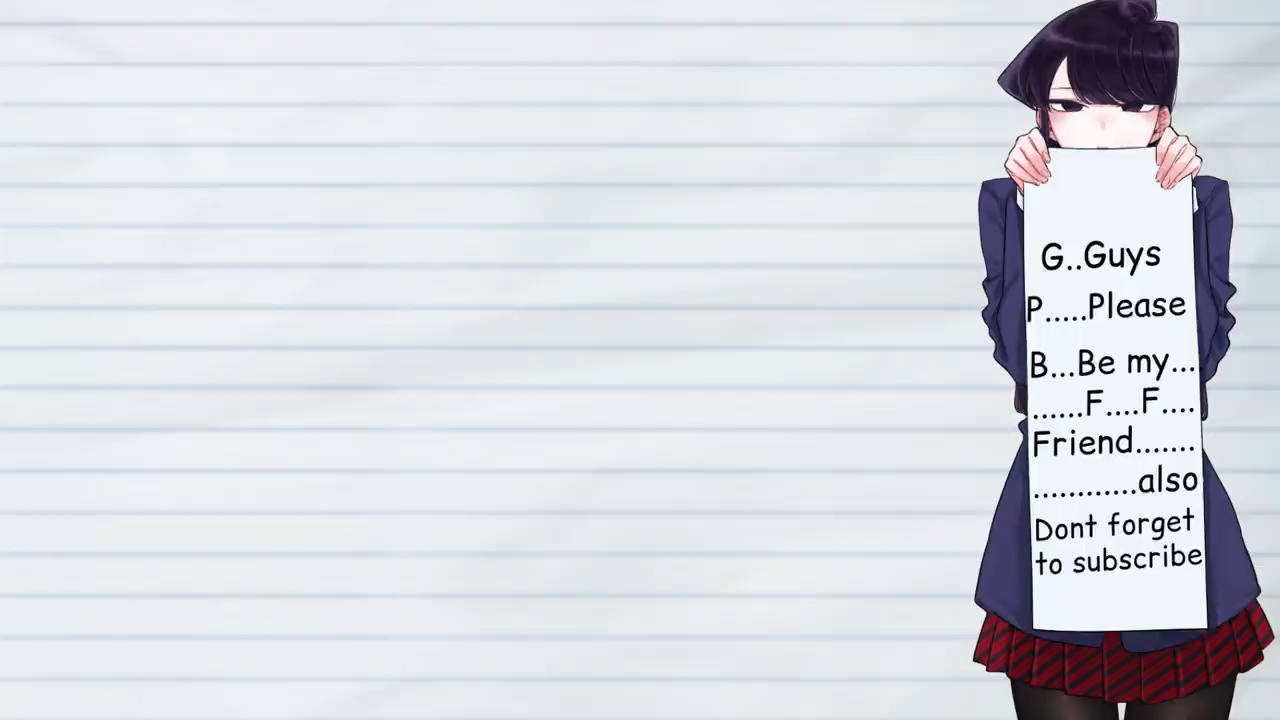 G..Guys
P.....Please
B...Be my...
......F....F....
Friend.......
............also
Dont forget
to subscribe